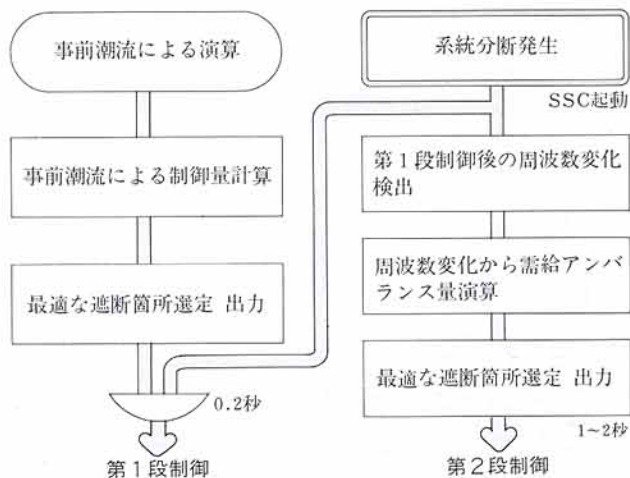 事前潮流による演算
事前潮流による制御量計算
最適な遮断箇所選定 出力
0.2秒
第1段制御
系統分断発生
SSC起動
第1段制御後の周波数変化
検出
周波数変化から需給アンバ
ランス量演算
最適な遮断箇所選定 出力
1~2秒
第2段制御